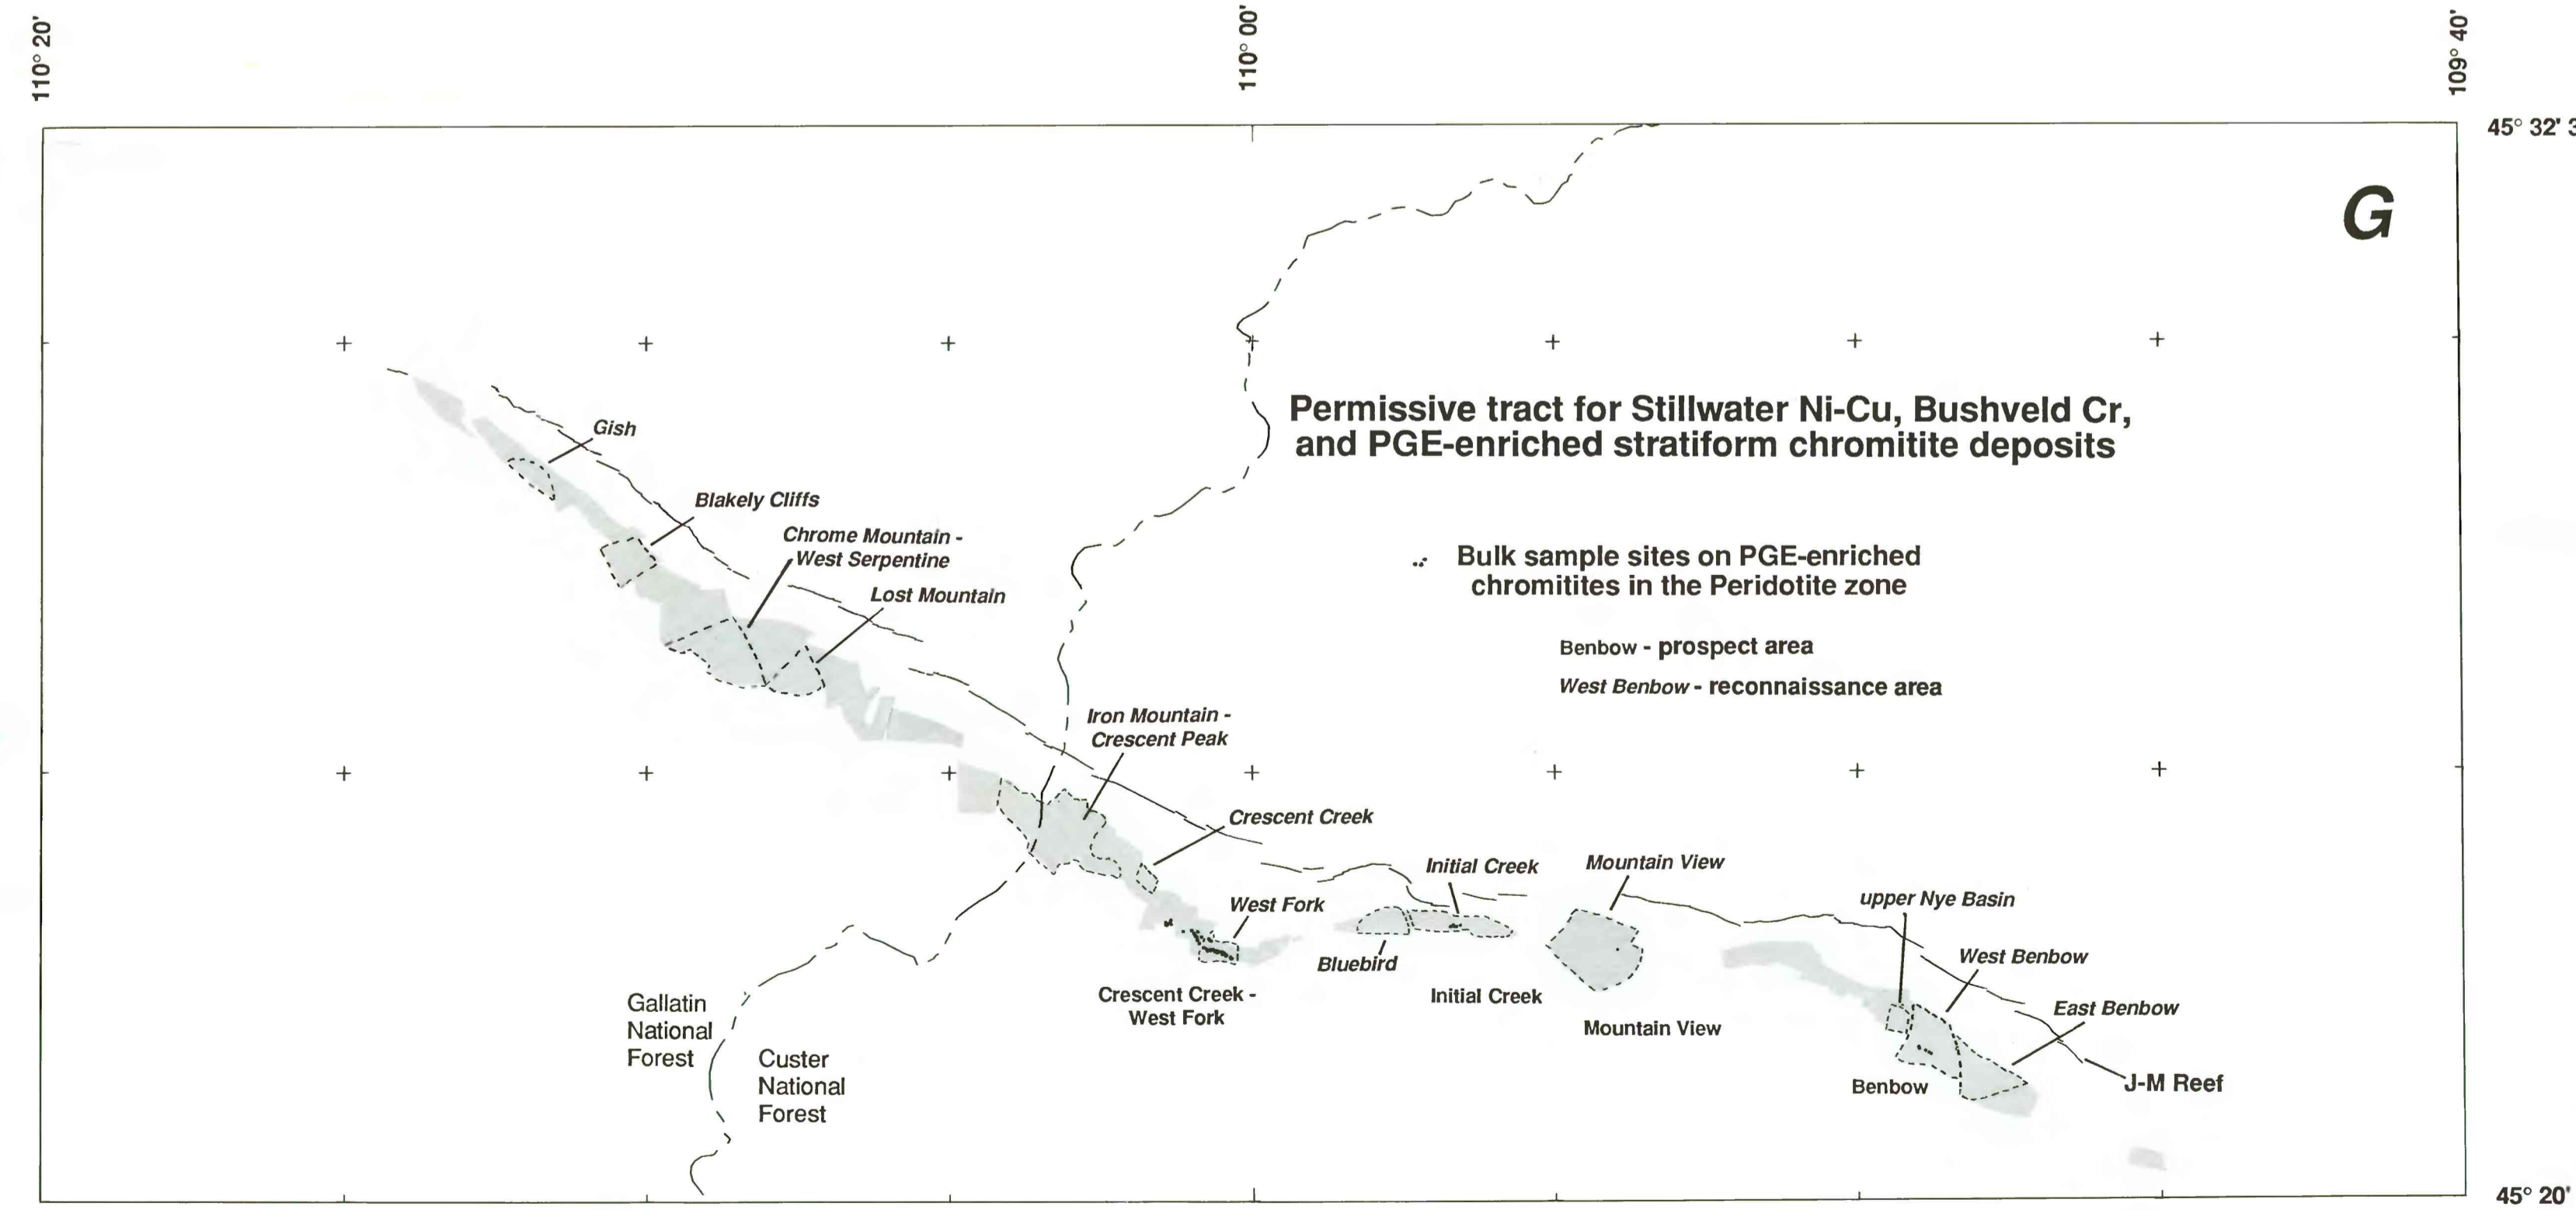 110° 20'
110° 00'
109° 40'
45° 32' 3
G
Permissive tract for Stillwater Ni-Cu, Bushveld Cr,
and PGE-enriched stratiform chromitite deposits
Gish
Blakely Cliffs
Chrome Mountain -
West Serpentine
Lost Mountain
Bulk sample sites on PGE-enriched
chromitites in the Peridotite zone
Benbow - prospect area
West Benbow - reconnaissance area
Iron Mountain -
Crescent Peak
Crescent Creek
Initial Creek
Mountain View
West Fork
upper Nye Basin
Bluebird
West Benbow
Crescent Creek -
West Fork
Initial Creek
Mountain View
East Benbow
Gallatin
National
Forest
Custer
National
Forest
Benbow
J-M Reef
45° 20'